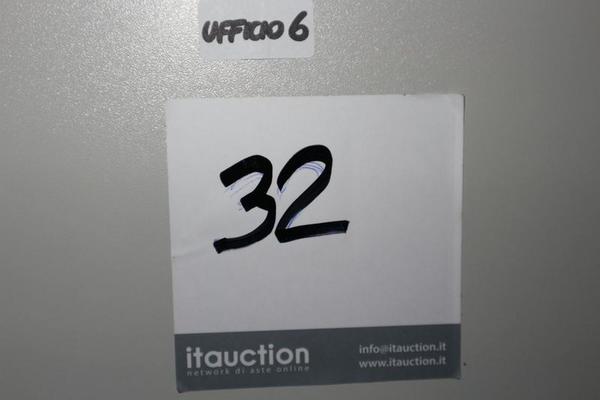 UFFICIO 6
32
itauction
network di aste online
info@itauction.it
www.itauction.it